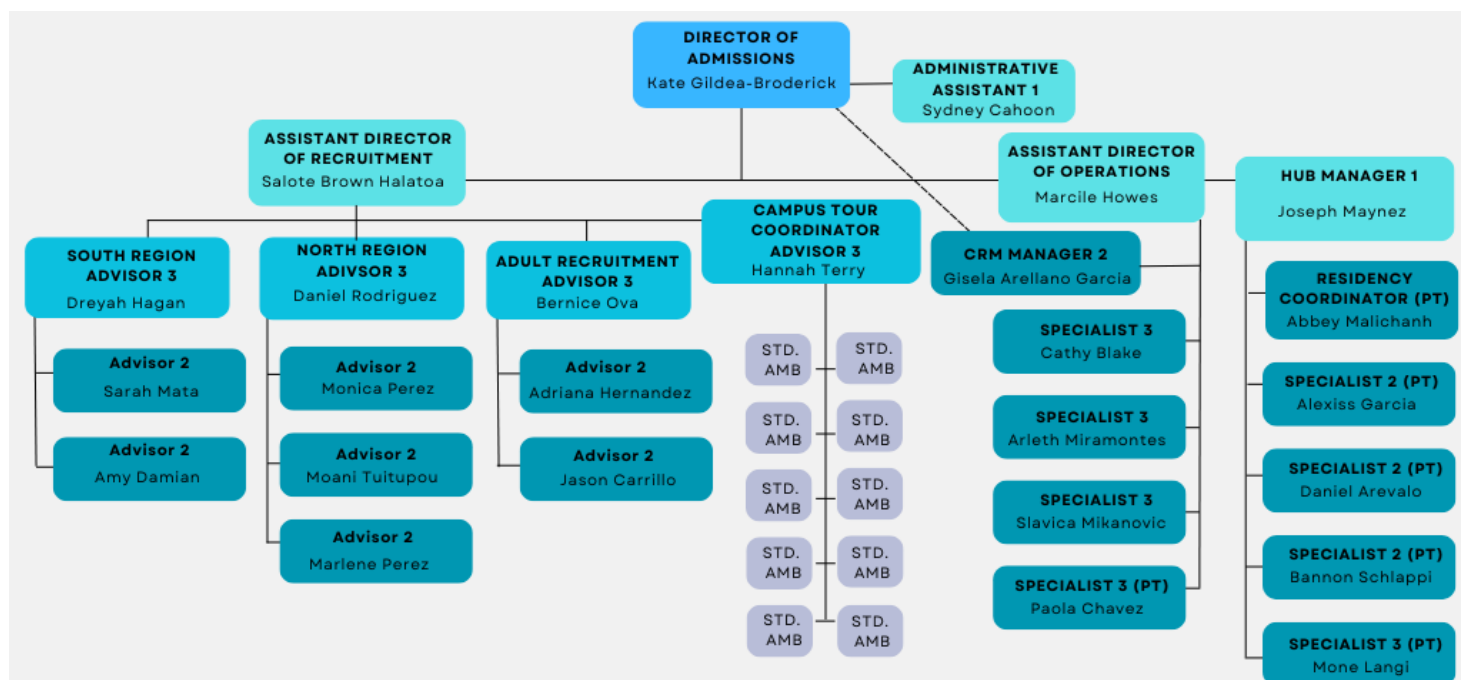 DIRECTOR OF
ADMISSIONS
Kate Gildea-Broderick
ADMINISTRATIVE
ASSISTANT 1
Sydney Cahoon
ASSISTANT DIRECTOR
OF RECRUITMENT
Salote Brown Halatoa
ASSISTANT DIRECTOR
OF OPERATIONS
Marcile Howes
HUB MANAGER 1
Joseph Maynez
SOUTH REGION
ADVISOR 3
Dreyah Hagan
NORTH REGION
ADIVSOR 3
Daniel Rodriguez
ADULT RECRUITMENT
ADVISOR 3
Bernice Ova
CAMPUS TOUR
COORDINATOR
ADVISOR 3
Hannah Terry
CRM MANAGER 2
Gisela Arellano Garcia
Advisor 2
Sarah Mata
Advisor 2
Amy Damian
Advisor 2
Monica Perez
Advisor 2
Moani Tuitupou
Advisor 2
Marlene Perez
Advisor 2
Adriana Hernandez
Advisor 2
Jason Carrillo
STD.
AMB
STD.
AMB
STD.
AMB
STD.
AMB
STD.
AMB
STD.
AMB
STD.
AMB
STD.
AMB
STD.
AMB
STD.
AMB
SPECIALIST 3
Cathy Blake
SPECIALIST 3
Arleth Miramontes
SPECIALIST 3
Slavica Mikanovic
SPECIALIST 3 (PT)
Paola Chavez
RESIDENCY
COORDINATOR (PT)
Abbey Malichanh
SPECIALIST 2 (PT)
Alexiss Garcia
SPECIALIST 2 (PT)
Daniel Arevalo
SPECIALIST 2 (PT)
Bannon Schlappi
SPECIALIST 3 (PT)
Mone Langi